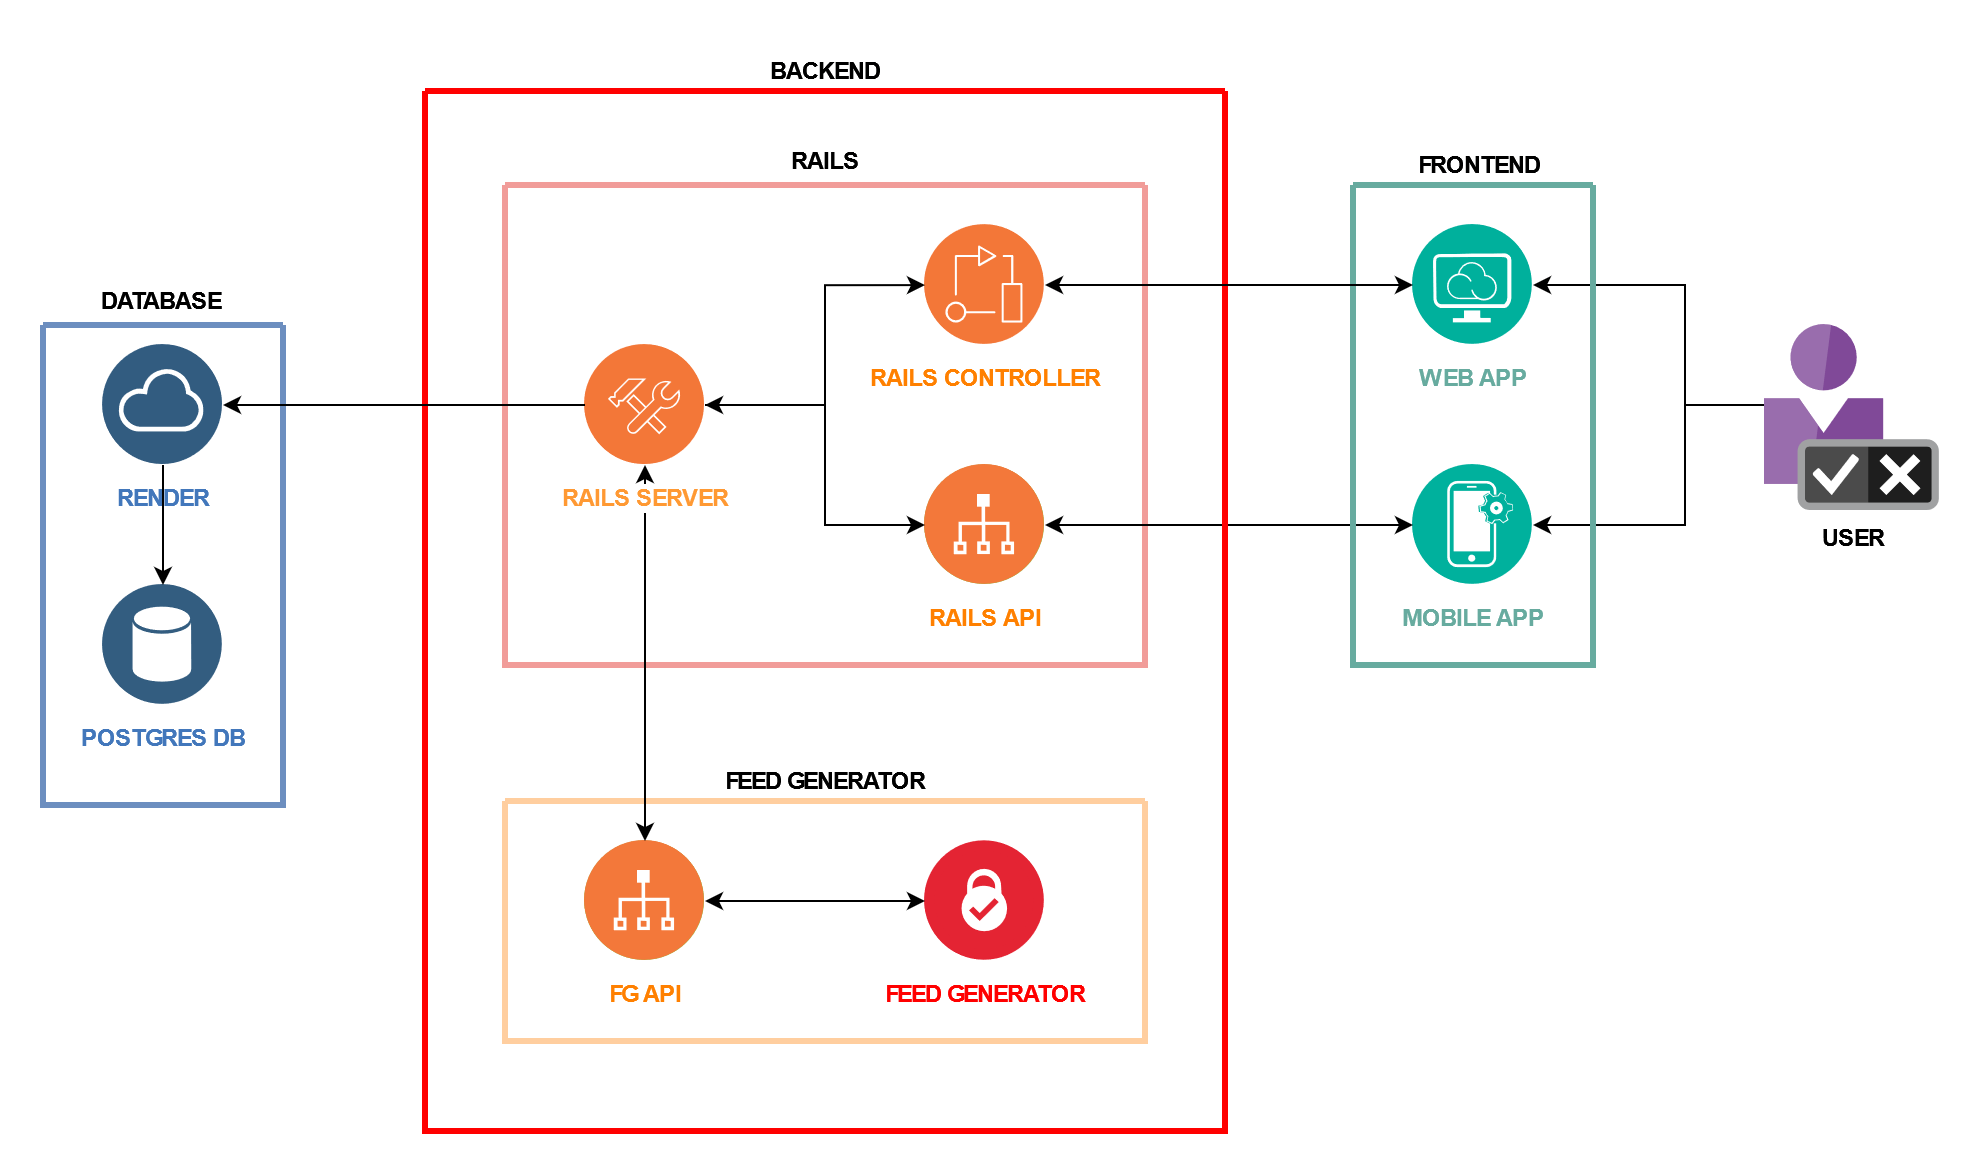 BACKEND
RAILS
FRONTEND
DATABASE
RAILS CONTROLLER
WEB APP
RENDER
RAILS SERVER
USER
RAILS API
MOBILE APP
POSTGRES DB
FEED GENERATOR
FG API
FEED GENERATOR